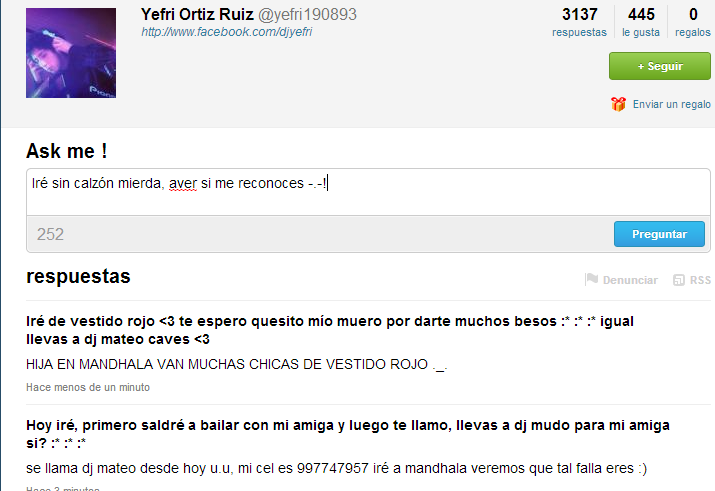 Yefri Ortiz Ruiz @yefri190893
http://www.facebook.com/djyefri
3137 445 0
respuestas le gusta regalos
+ Seguir
Enviar un regalo
Ask me !
Iré sin calzón mierda, aver si me reconoces -.-!
252
Preguntar
respuestas
Denunciar RSS
Iré de vestido rojo <3 te espero quesito mío muero por darte muchos besos :* :* :* igual
llevas a dj mateo caves <3
HIJA EN MANDHALA VAN MUCHAS CHICAS DE VESTIDO ROJO ._.
Hace menos de un minuto
Hoy iré, primero saldré a bailar con mi amiga y luego te llamo, llevas a dj mudo para mi amiga
si? :* :* :*
se llama dj mateo desde hoy u.u, mi cel es 997747957 iré a mandhala veremos que tal falla eres :)
Hace 3 minutos